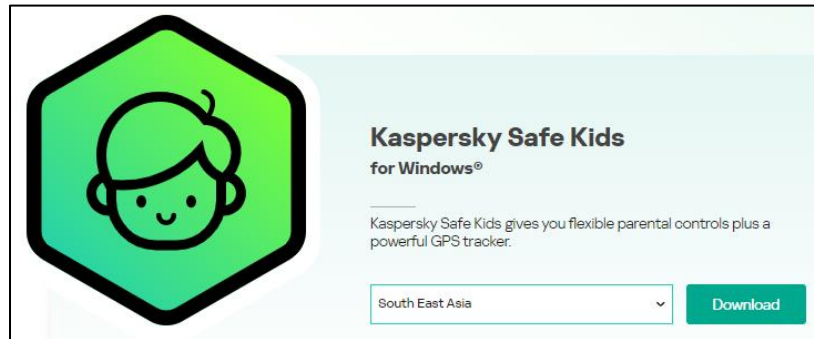 Kaspersky Safe Kids
for Windows®
Kaspersky Safe Kids gives you flexible parental controls plus a
powerful GPS tracker.
South East Asia
Download